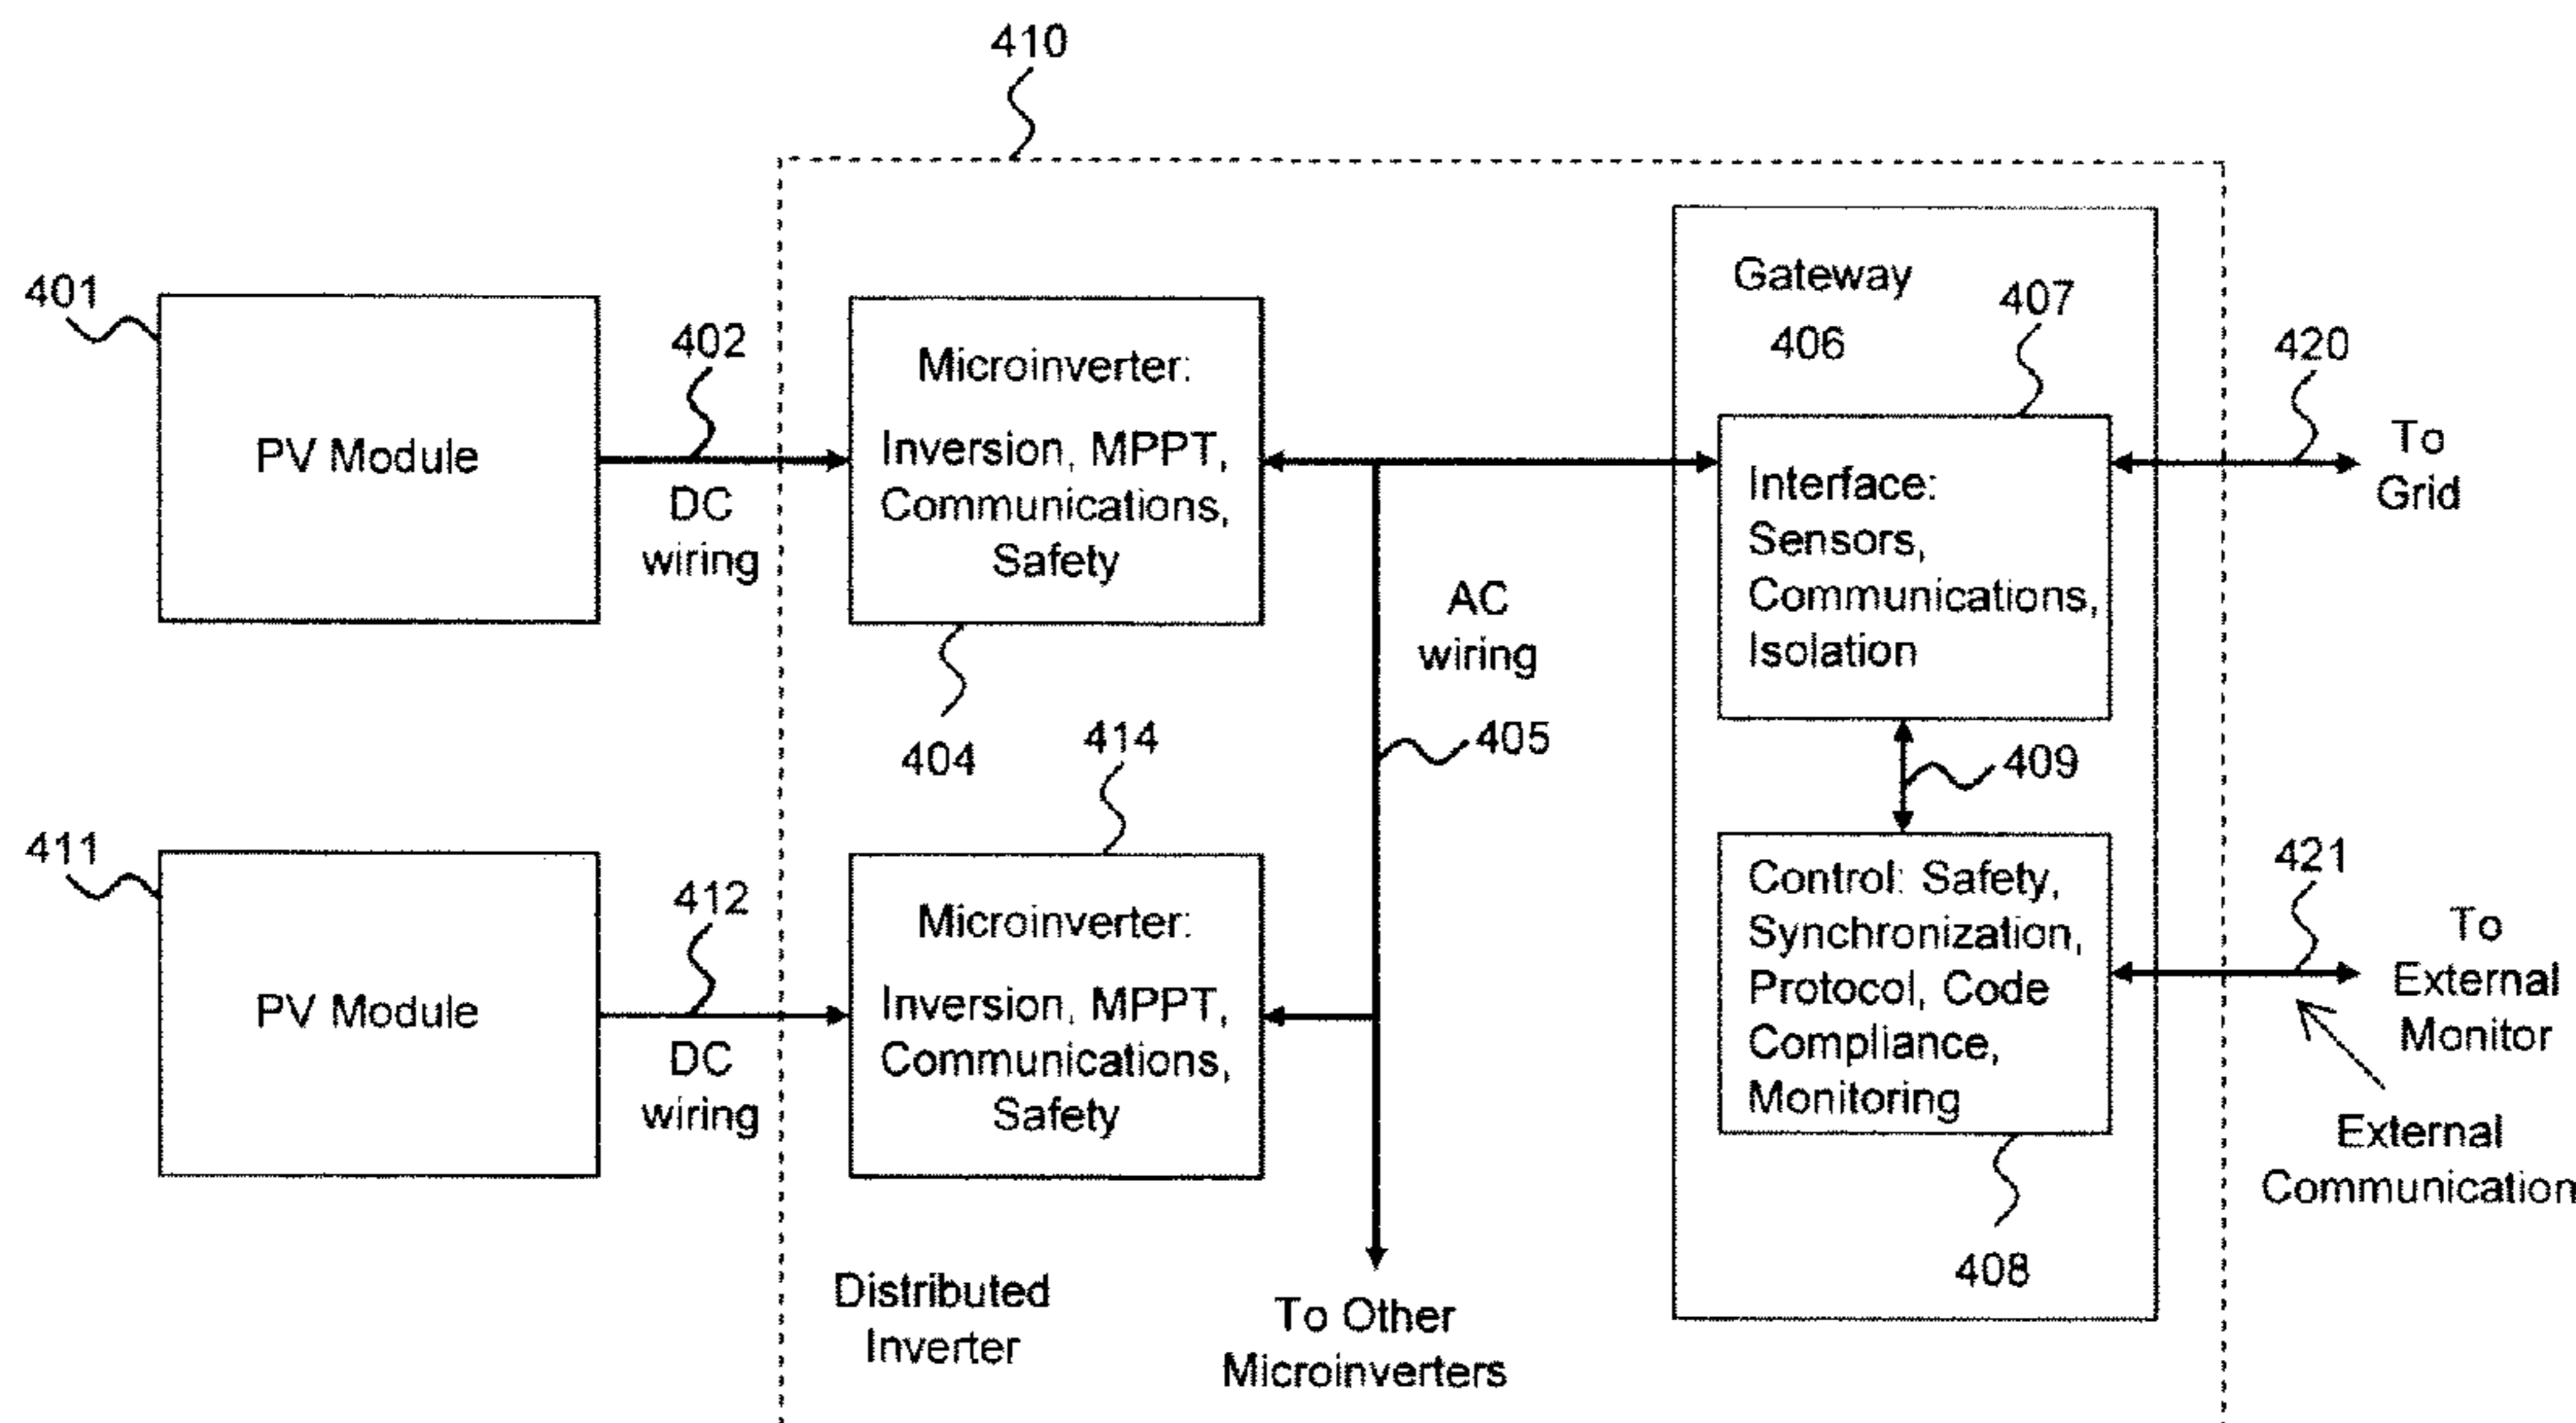 410
401
PV Module
402
DC
wiring
Microinverter:
Inversion, MPPT,
Communications,
Safety
404
Gateway
406
407
Interface:
Sensors,
Communications,
Isolation
420
To
Grid
AC
wiring
405
409
411
PV Module
412
DC
wiring
414
Microinverter:
Inversion, MPPT,
Communications,
Safety
Control: Safety,
Synchronization,
Protocol, Code
Compliance,
Monitoring
408
421
To
External
Monitor
External
Communication
Distributed
Inverter
To Other
Microinverters